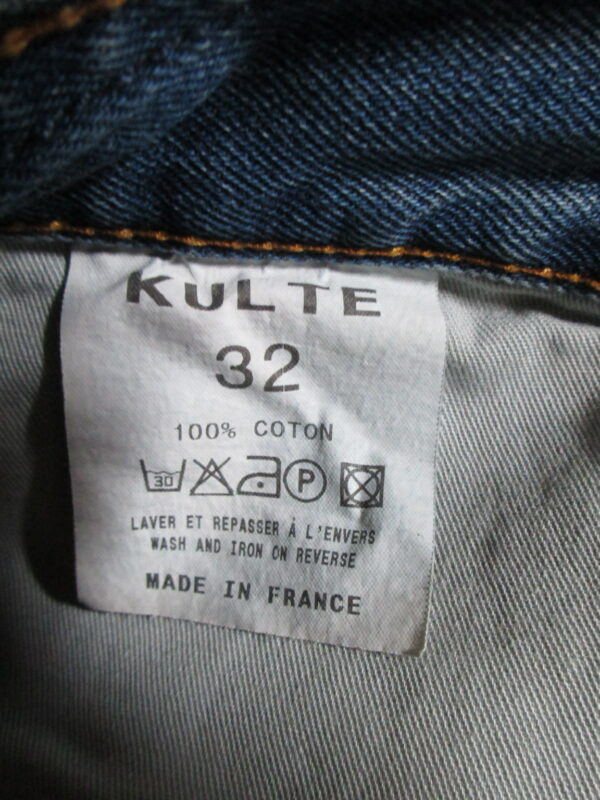 KULTE
32
100% COTON
30 P
LAVER ET REPASSER À L'ENVERS
WASH AND IRON ON REVERSE
MADE IN FRANCE